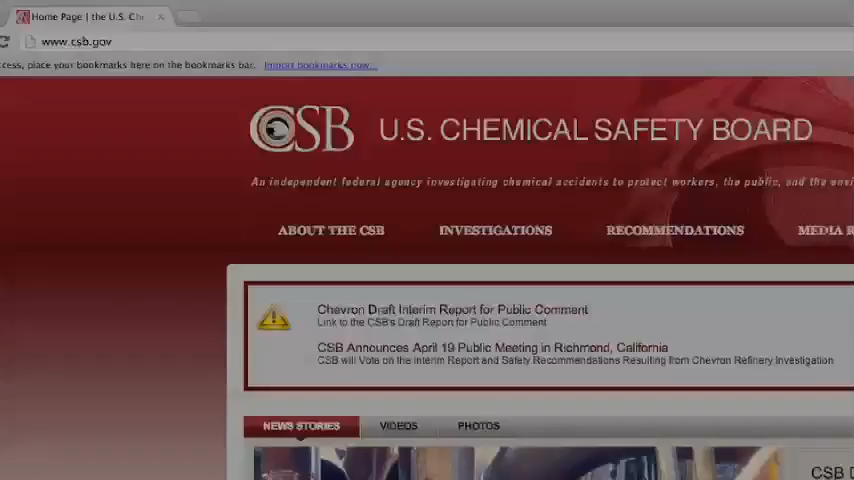 Home Page | the U.S. Ch
www.csb.gov
cess, place your bookmarks here on the bookmarks bar. Import bookmarks now...
CSB U.S. CHEMICAL SAFETY BOARD
An independent federal agency investigating chemical accidents to protect workers, the public, and the envi
ABOUT THE CSB INVESTIGATIONS RECOMMENDATIONS MEDIA R
Chevron Draft Interim Report for Public Comment
Link to the CSB's Draft Report for Public Comment
CSB Announces April 19 Public Meeting in Richmond, California
CSB will Vote on the Interim Report and Safety Recommendations Resulting from Chevron Refinery Investigation
NEWS STORIES VIDEOS PHOTOS
CSB D